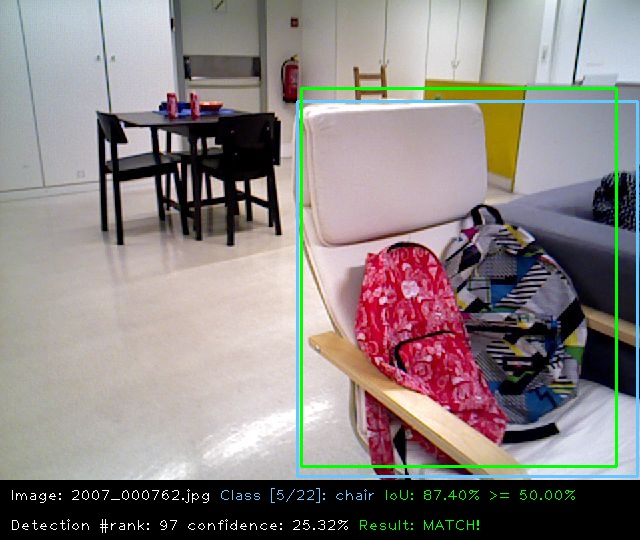 Image: 2007_000762.jpg Class [5/22]: chair IoU: 87.40% >= 50.00%
Detection #rank: 97 confidence: 25.32% Result: MATCH!